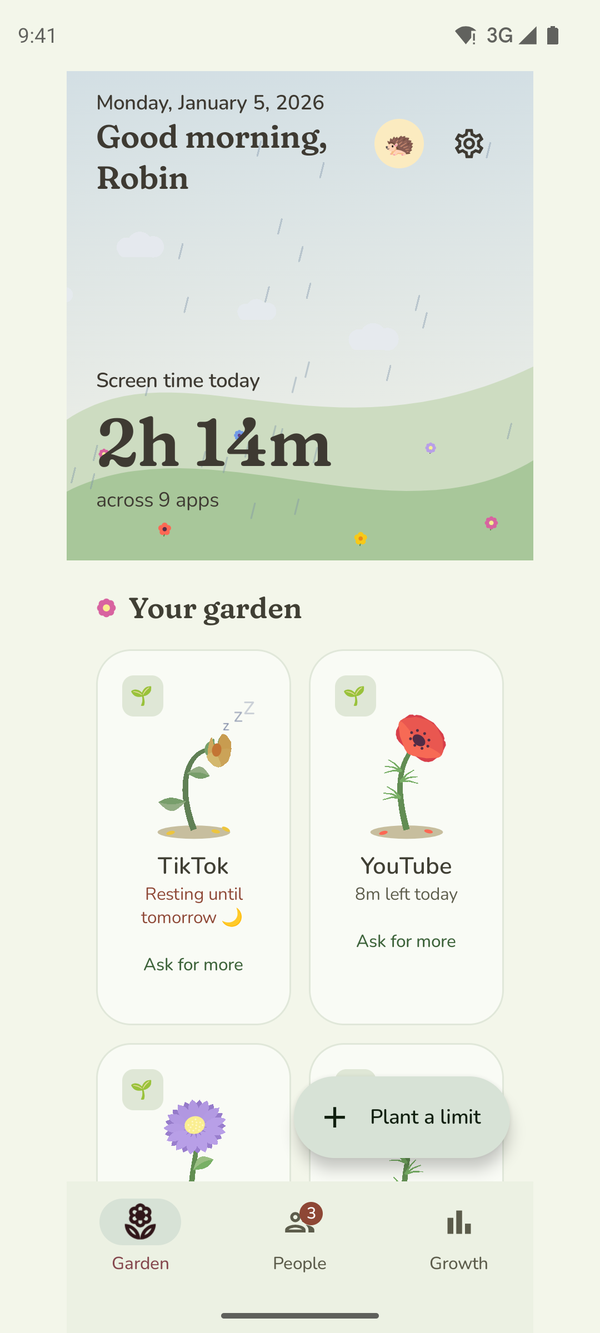 9:41
3G
Monday, January 5, 2026
Good morning,
Robin
Screen time today
2h 14m
across 9 apps
Your garden
z z Z
TikTok
Resting until
tomorrow 🌙
Ask for more
YouTube
8m left today
Ask for more
Plant a limit
Garden
3
People
Growth